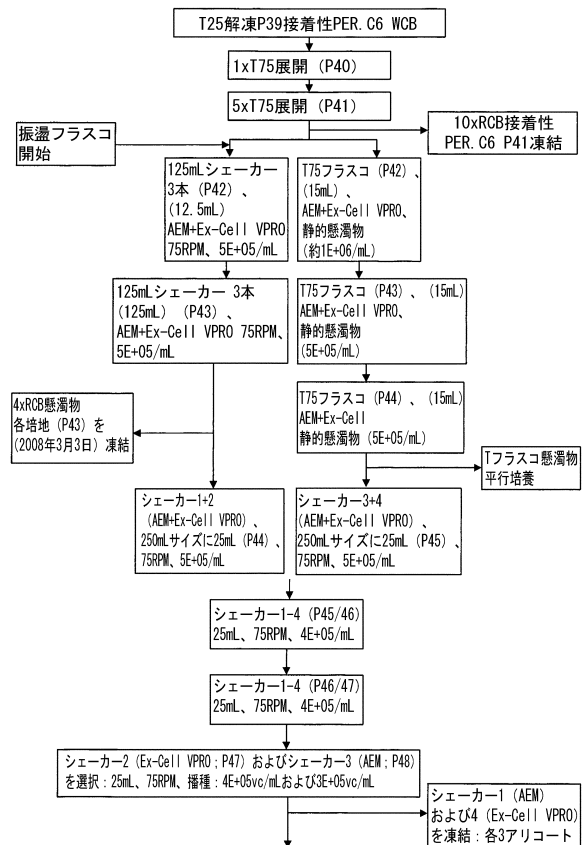 T25解凍P39接着性PER.C6 WCB
1xT75展開 (P40)
5xT75展開 (P41)
10xRCB接着性
PER.C6 P41凍結
振盪フラスコ
開始
125mLシェーカー
3本 (P42) 、
(12.5mL)
AEM+Ex-Cell VPRO
75RPM、5E+05/mL
T75フラスコ (P42) 、
(15mL)、
AEM+Ex-Cell VPRO、
静的懸濁物
(約1E+06/mL)
125mLシェーカー 3本
(125mL) (P43) 、
AEM+Ex-Cell VPRO 75RPM、
5E+05/mL
T75フラスコ (P43) 、 (15mL)
AEM+Ex-Cell VPRO、
静的懸濁物
(5E+05/mL)
4xRCB懸濁物
各培地 (P43) を
(2008年3月3日) 凍結
T75フラスコ (P44) 、 (15mL)
AEM+Ex-Cell
静的懸濁物 (5E+05/mL)
Tフラスコ懸濁物
平行培養
シェーカー1+2
(AEM+Ex-Cell VPRO) 、
250mLサイズに25mL (P44) 、
75RPM、5E+05/mL
シェーカー3+4
(AEM+Ex-Cell VPRO) 、
250mLサイズに25mL (P45) 、
75RPM、5E+05/mL
シェーカー1-4 (P45/46)
25mL、75RPM、4E+05/mL
シェーカー1-4 (P46/47)
25mL、75RPM、4E+05/mL
シェーカー2 (Ex-Cell VPRO ; P47) およびシェーカー3 (AEM ; P48)
を選択 : 25mL、75RPM、播種 : 4E+05vc/mLおよび3E+05vc/mL
シェーカー1 (AEM)
および4 (Ex-Cell VPRO)
を凍結 : 各3アリコート